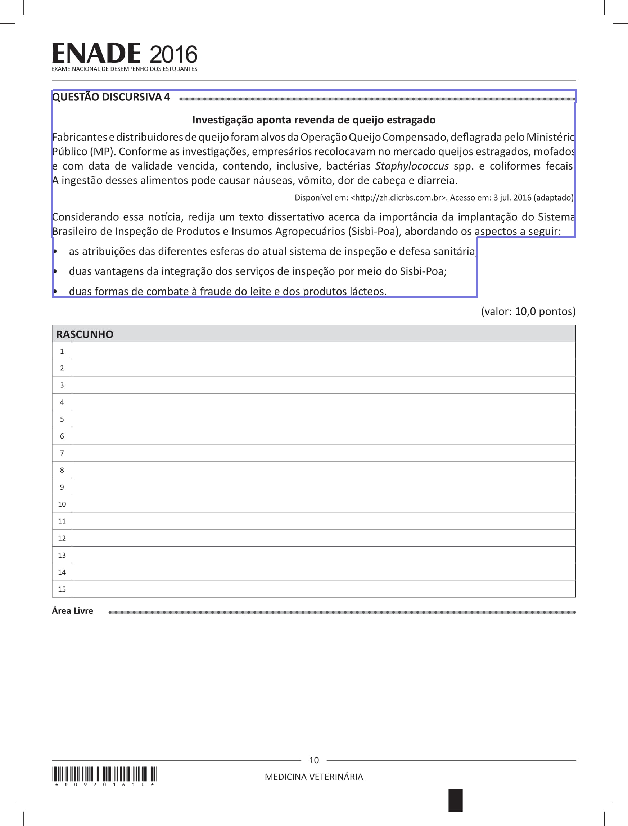 ENADE 2016
EXAME NACIONAL DE DESEMPENHO DOS ESTUDANTES
QUESTÃO DISCURSIVA 4
Investigação aponta revenda de queijo estragado
Fabricantes e distribuidores de queijo foram alvos da Operação Queijo Compensado, deflagrada pelo Ministério
Público (MP). Conforme as investigações, empresários recolocavam no mercado queijos estragados, mofados
e com data de validade vencida, contendo, inclusive, bactérias Staphylococcus spp. e coliformes fecais.
A ingestão desses alimentos pode causar náuseas, vômito, dor de cabeça e diarreia.
Disponível em: <http://zh.clicrbs.com.br>. Acesso em: 3 jul. 2016 (adaptado).
Considerando essa notícia, redija um texto dissertativo acerca da importância da implantação do Sistema
Brasileiro de Inspeção de Produtos e Insumos Agropecuários (Sisbi-Poa), abordando os aspectos a seguir:
• as atribuições das diferentes esferas do atual sistema de inspeção e defesa sanitária;
• duas vantagens da integração dos serviços de inspeção por meio do Sisbi-Poa;
• duas formas de combate à fraude do leite e dos produtos lácteos.
(valor: 10,0 pontos)
RASCUNHO
1
2
3
4
5
6
7
8
9
10
11
12
13
14
15
Área Livre
10
MEDICINA VETERINÁRIA